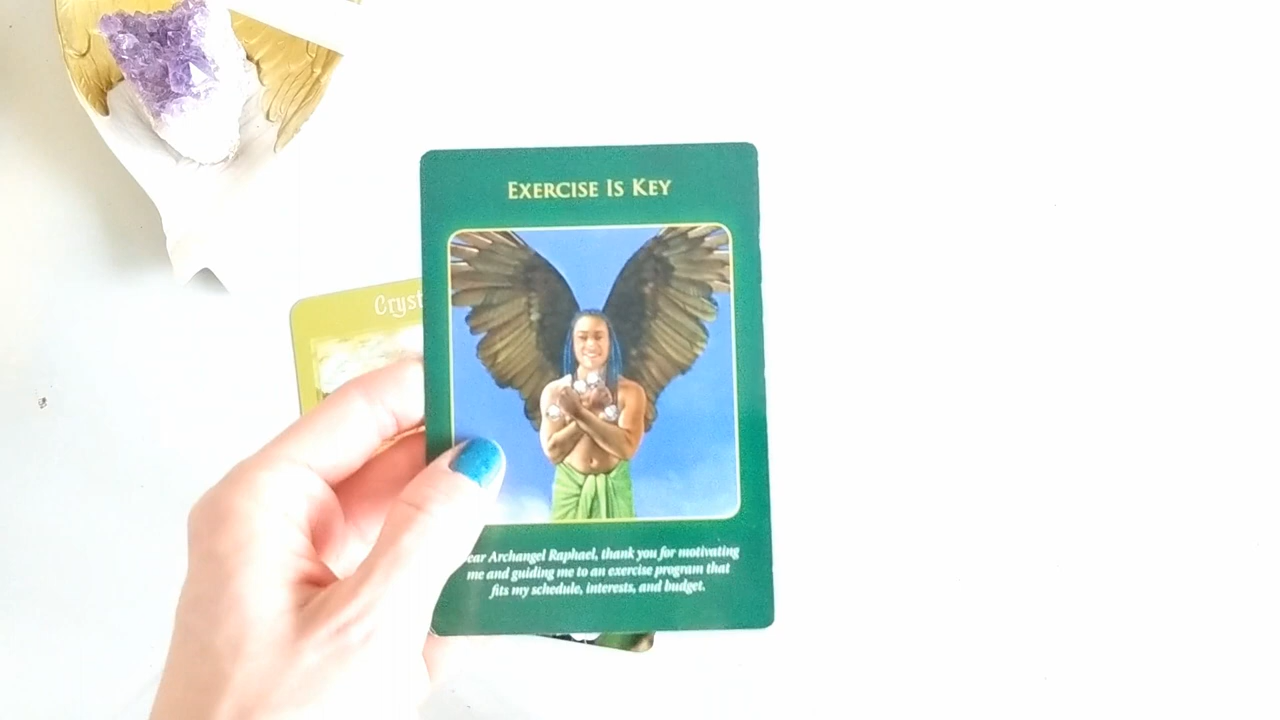 Exercise Is Key
Cryst
ear Archangel Raphael, thank you for motivating
me and guiding me to an exercise program that
fits my schedule, interests, and budget.